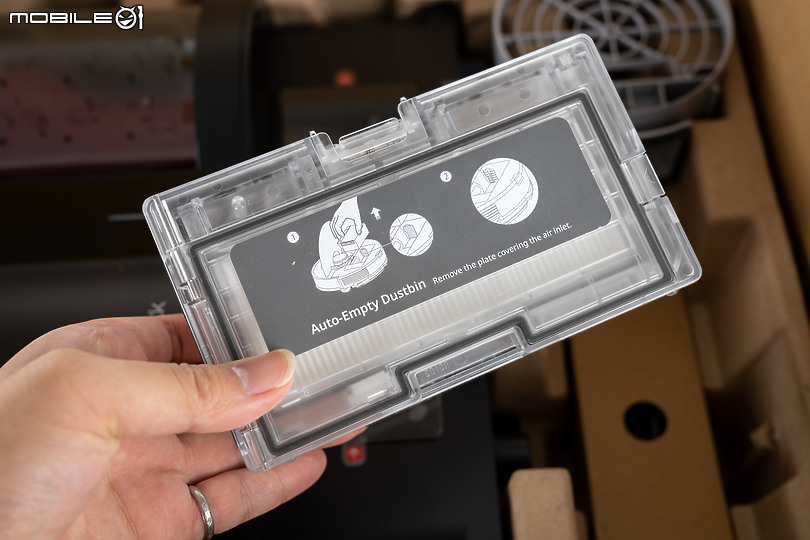 MOBILE01
1
2
Auto-Empty Dustbin
Remove the plate covering the air inlet.